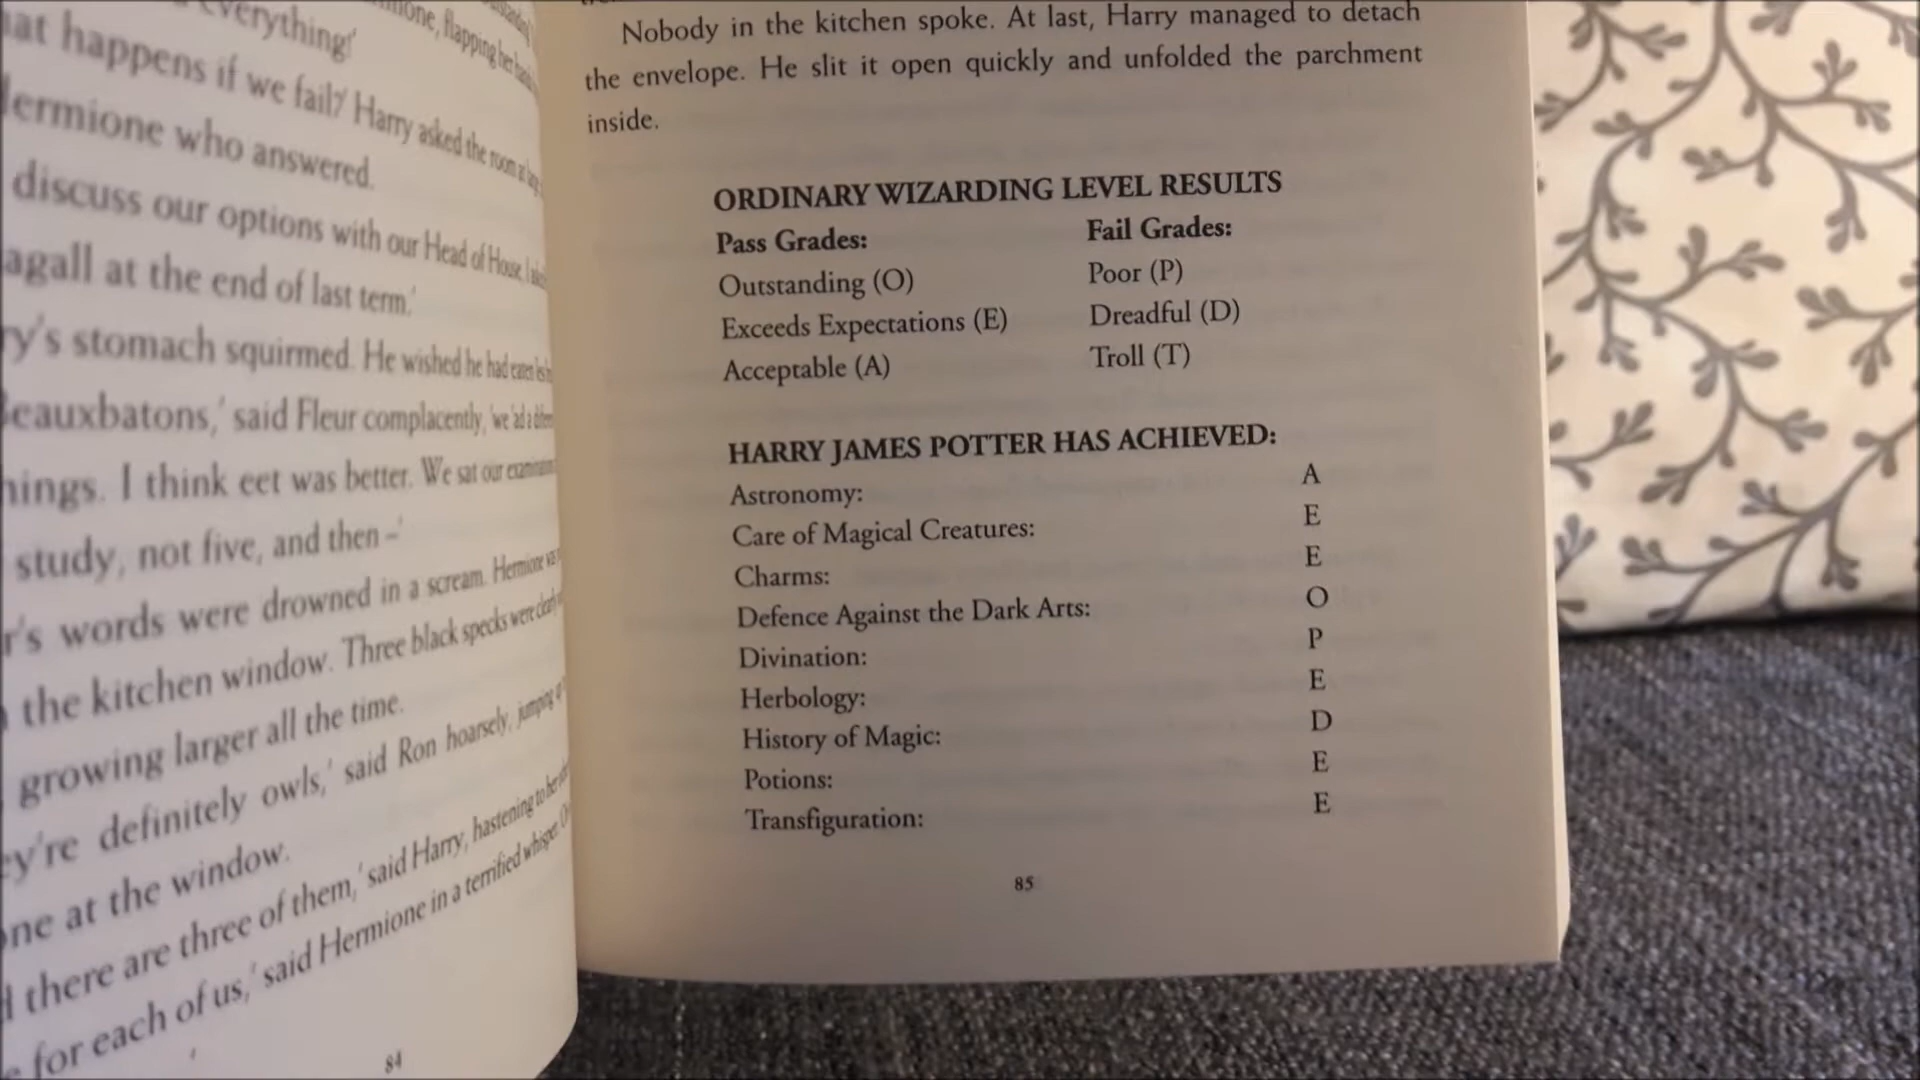 everything!'
mione, flapping her hands
at happens if we fail?' Harry asked the room
ermione who answered.
discuss our options with our Head of House, I
agall at the end of last term.'
ry's stomach squirmed. He wished he had eaten
eauxbatons,' said Fleur complacently, 'we 'ad a
hings. I think eet was better. We sat our
study, not five, and then –'
r's words were drowned in a scream. Hermione
the kitchen window. Three black specks were
growing larger all the time.
ey're definitely owls,' said Ron hoarsely, jumping
ne at the window.
there are three of them,' said Harry, hastening to her
for each of us,' said Hermione in a terrified whisper.
84
Nobody in the kitchen spoke. At last, Harry managed to detach
the envelope. He slit it open quickly and unfolded the parchment
inside.
ORDINARY WIZARDING LEVEL RESULTS
Pass Grades: Fail Grades:
Outstanding (O) Poor (P)
Exceeds Expectations (E) Dreadful (D)
Acceptable (A) Troll (T)
HARRY JAMES POTTER HAS ACHIEVED:
Astronomy: A
Care of Magical Creatures: E
Charms: E
Defence Against the Dark Arts: O
Divination: P
Herbology: E
History of Magic: D
Potions: E
Transfiguration: E
85